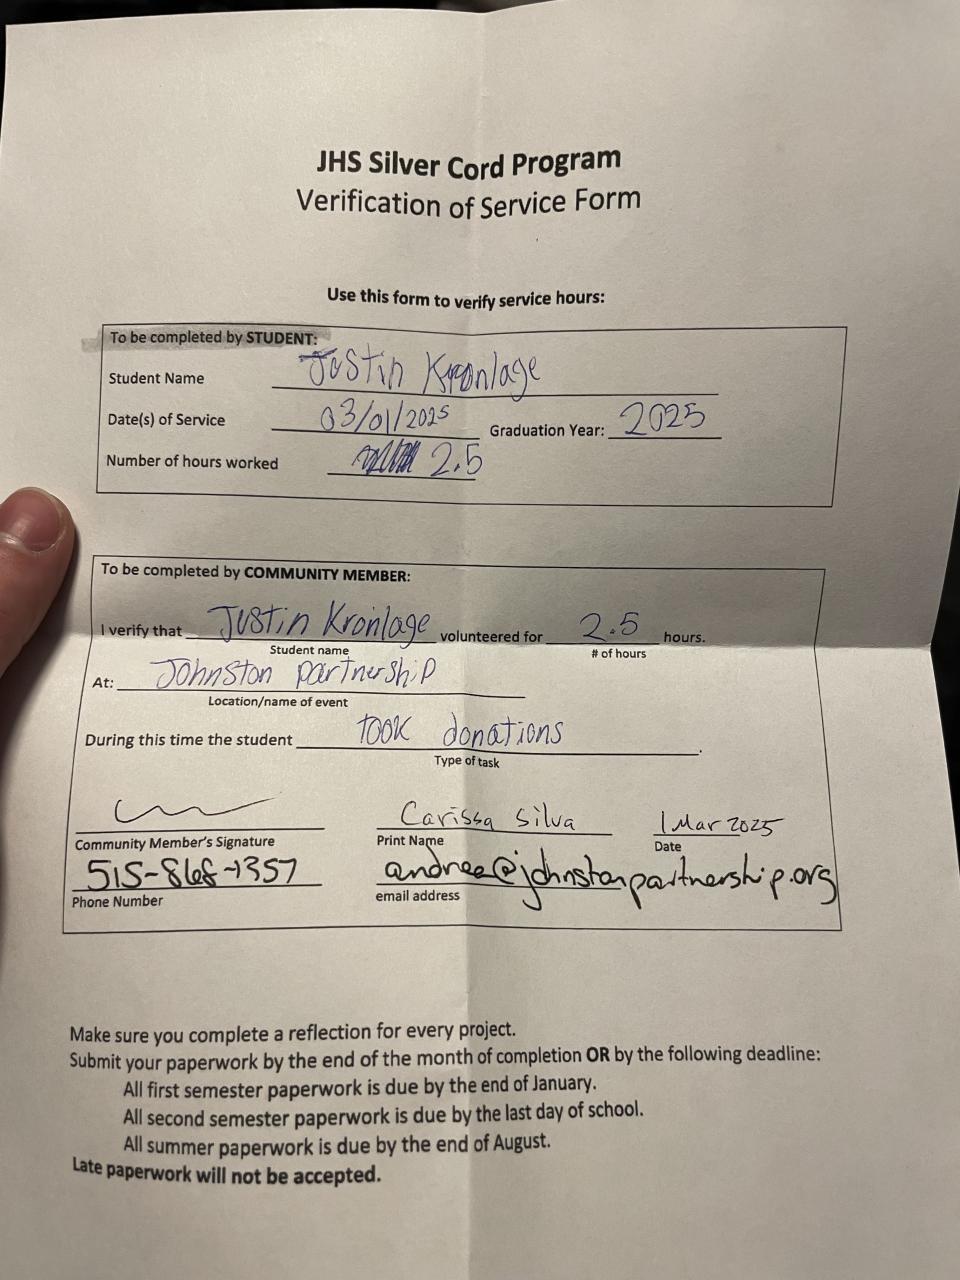 JHS Silver Cord Program
Verification of Service Form
Use this form to verify service hours:
To be completed by STUDENT:
Student Name Justin Kronlage
Date(s) of Service 03/01/2025 Graduation Year: 2025
Number of hours worked 2.5
To be completed by COMMUNITY MEMBER:
I verify that Justin Kronlage volunteered for 2.5 hours.
Student name # of hours
At: Johnston partnership
Location/name of event
During this time the student took donations.
Type of task
Carissa Silva 1 Mar 2025
Community Member's Signature Print Name Date
515-868-1357 andrea@johnstonpartnership.org
Phone Number email address
Make sure you complete a reflection for every project.
Submit your paperwork by the end of the month of completion OR by the following deadline:
All first semester paperwork is due by the end of January.
All second semester paperwork is due by the last day of school.
All summer paperwork is due by the end of August.
Late paperwork will not be accepted.